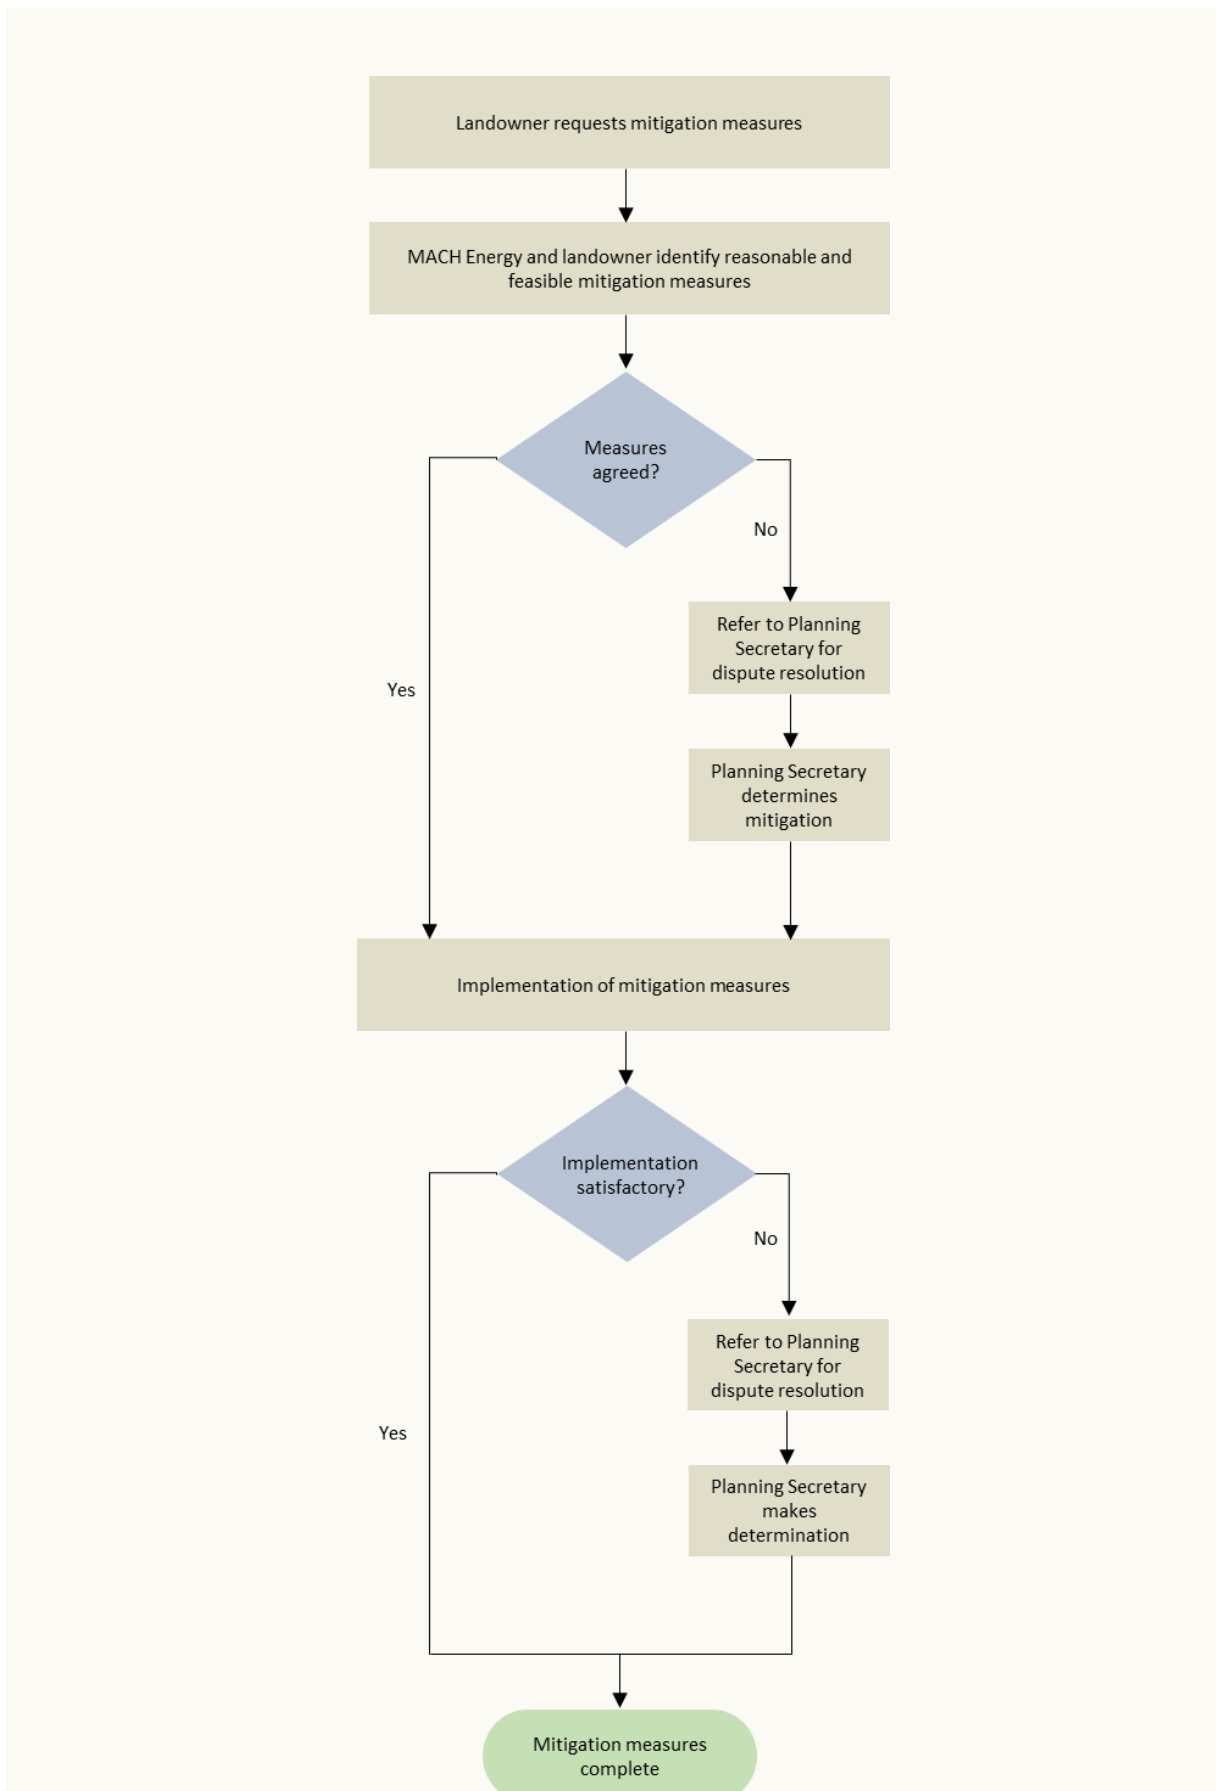 Landowner requests mitigation measures
MACH Energy and landowner identify reasonable and
feasible mitigation measures
Measures
agreed?
No
Refer to Planning
Secretary for
dispute resolution
Yes
Planning Secretary
determines
mitigation
Implementation of mitigation measures
Implementation
satisfactory?
No
Refer to Planning
Secretary for
dispute resolution
Yes
Planning Secretary
makes
determination
Mitigation measures
complete